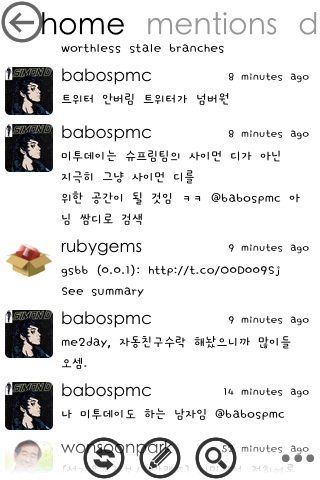 home mentions d
worthless stale branches
babospmc 8 minutes ago
트위터 안버림 트위터가 넘버원
babospmc 8 minutes ago
미투데이는 슈프림팀의 사이먼 디가 아닌
지극히 그냥 사이먼 디를
위한 공간이 될 것임 ㅋㅋ @babospmc 아
님 쌈디로 검색
rubygems 9 minutes ago
gsbb (0.0.1): http://t.co/OoDoo9Sj
See summary
babospmc 9 minutes ago
me2day, 자동친구수락 해놨으니까 많이들
오셈.
babospmc 14 minutes ago
나 미투데이도 하는 남자임 @babospmc
wonsoonpark 52 minutes ago